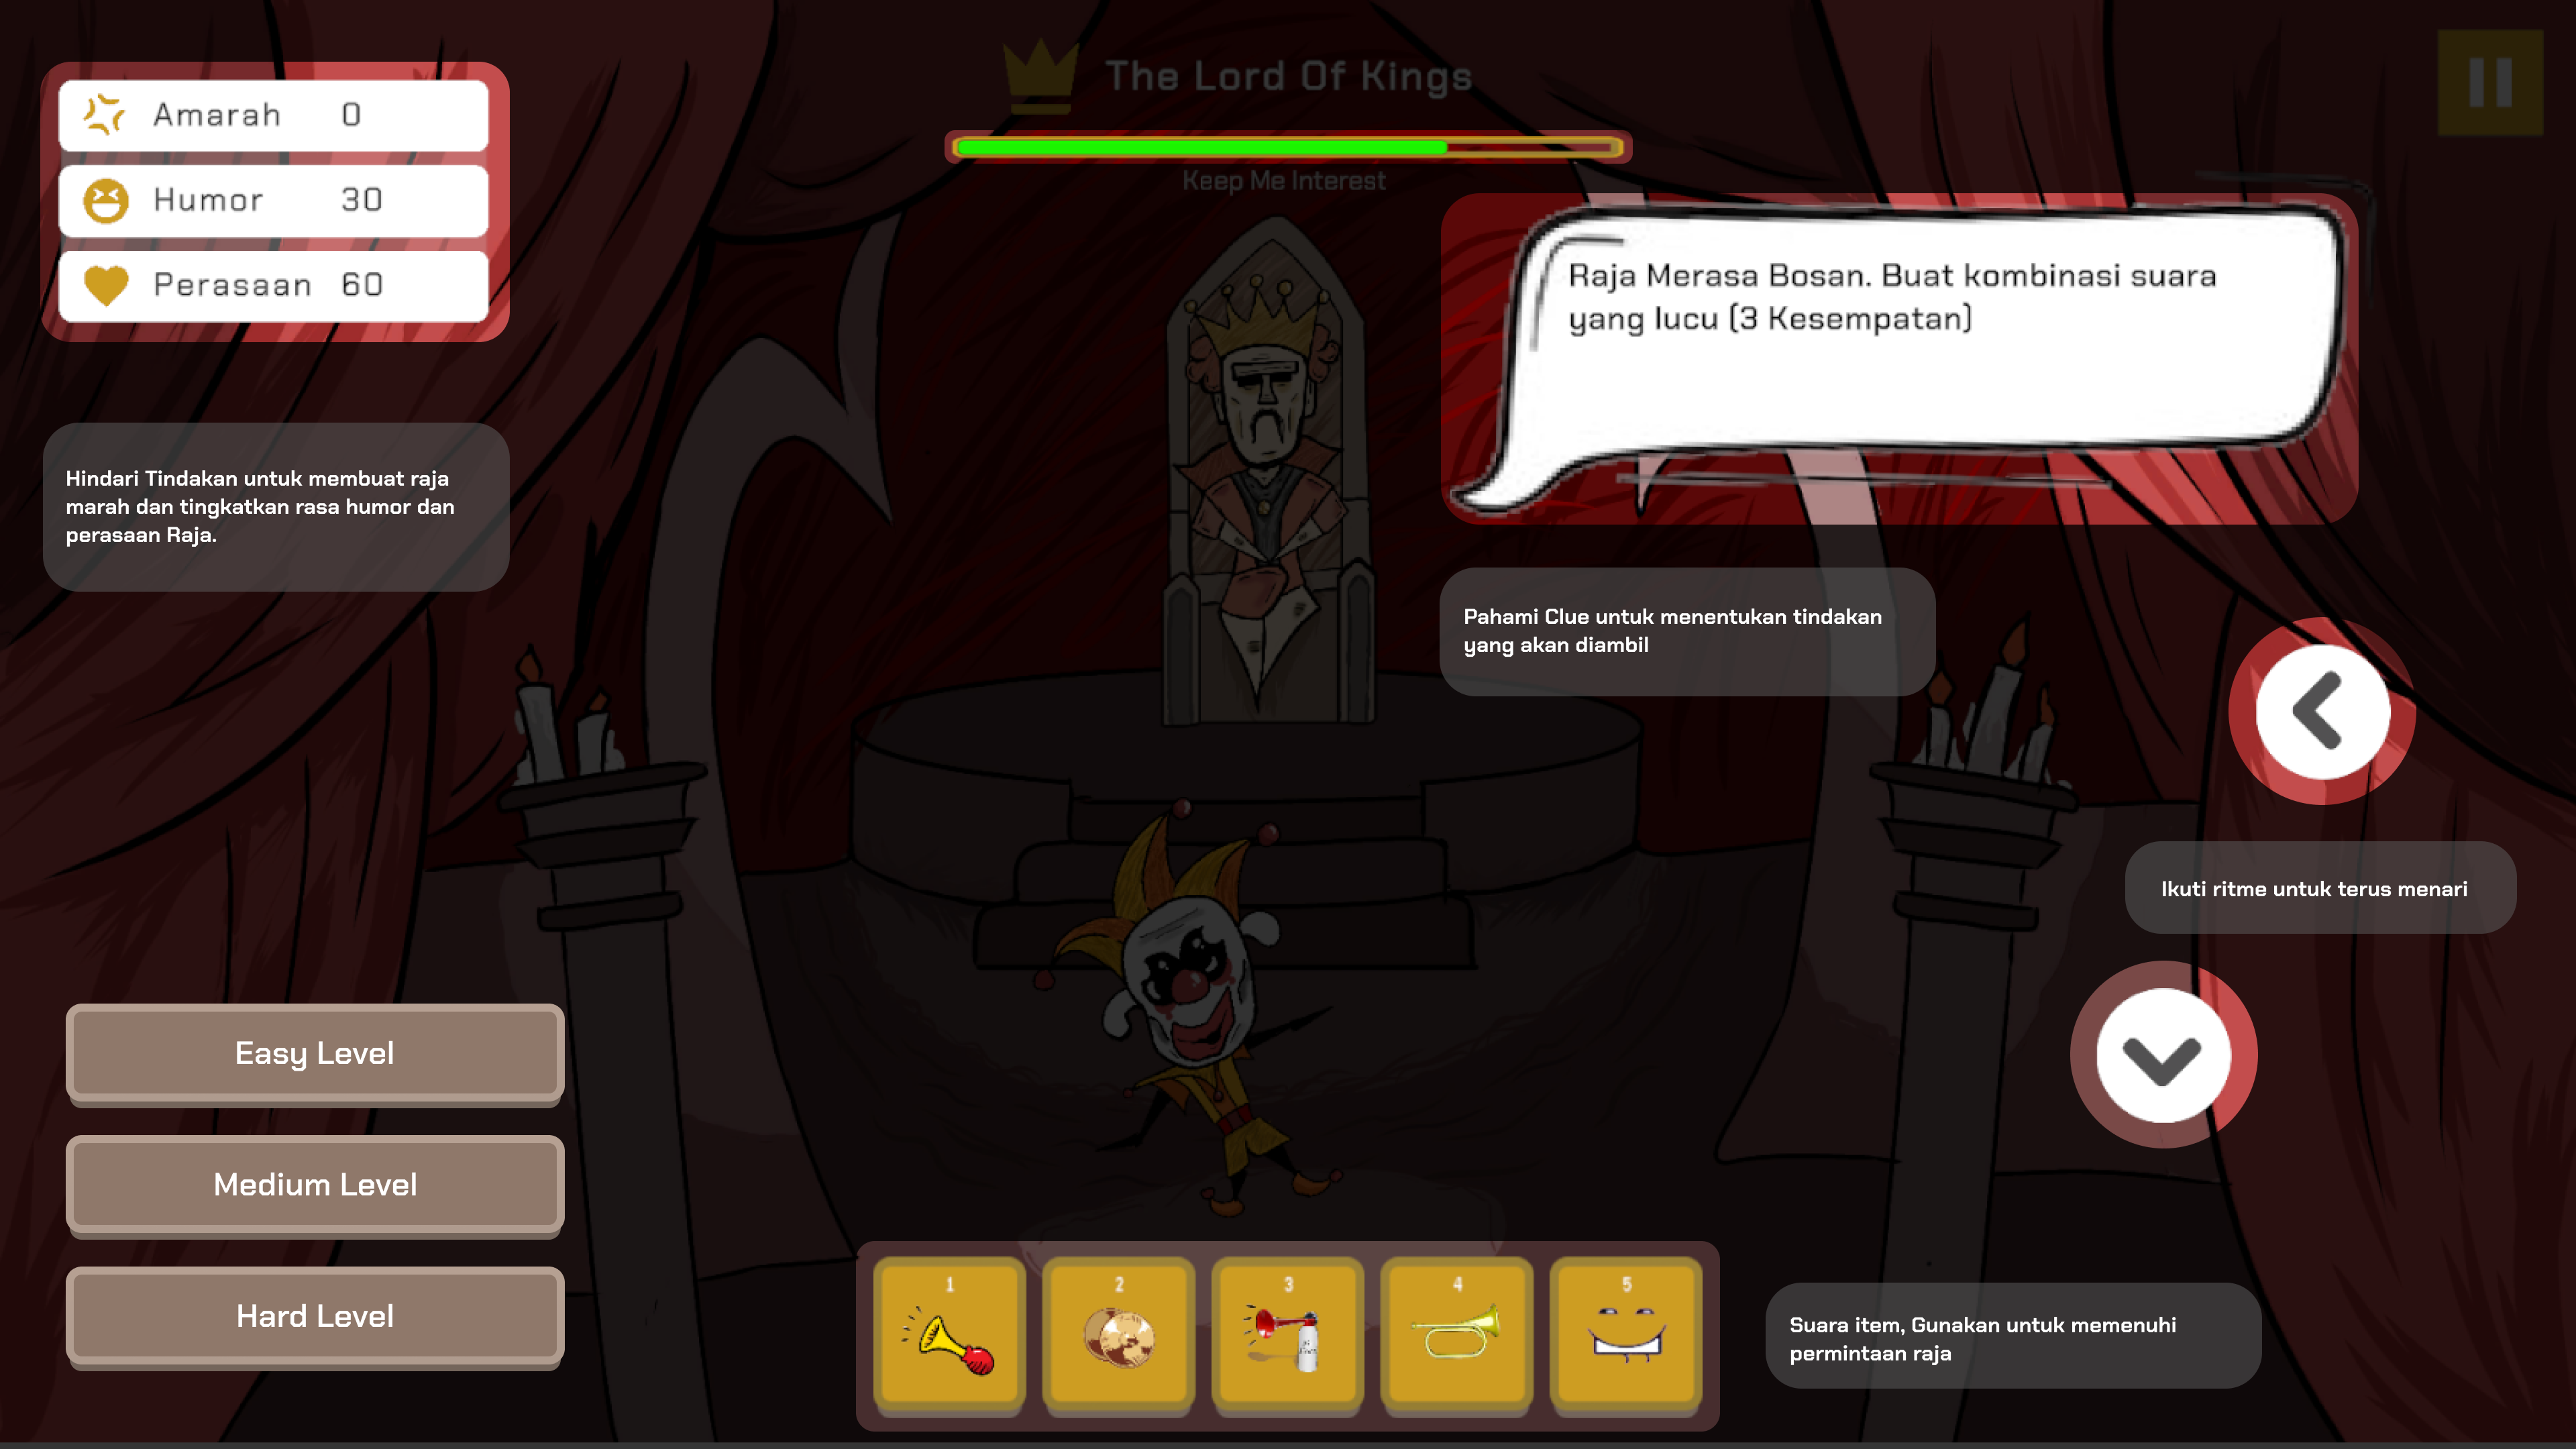 The Lord Of Kings
Keep Me Interest
Amarah 0
Humor 30
Perasaan 60
Raja Merasa Bosan. Buat kombinasi suara
yang lucu (3 Kesempatan)
Hindari Tindakan untuk membuat raja
marah dan tingkatkan rasa humor dan
perasaan Raja.
Pahami Clue untuk menentukan tindakan
yang akan diambil
Ikuti ritme untuk terus menari
Easy Level
Medium Level
Hard Level
1
2
3
4
5
Suara item, Gunakan untuk memenuhi
permintaan raja